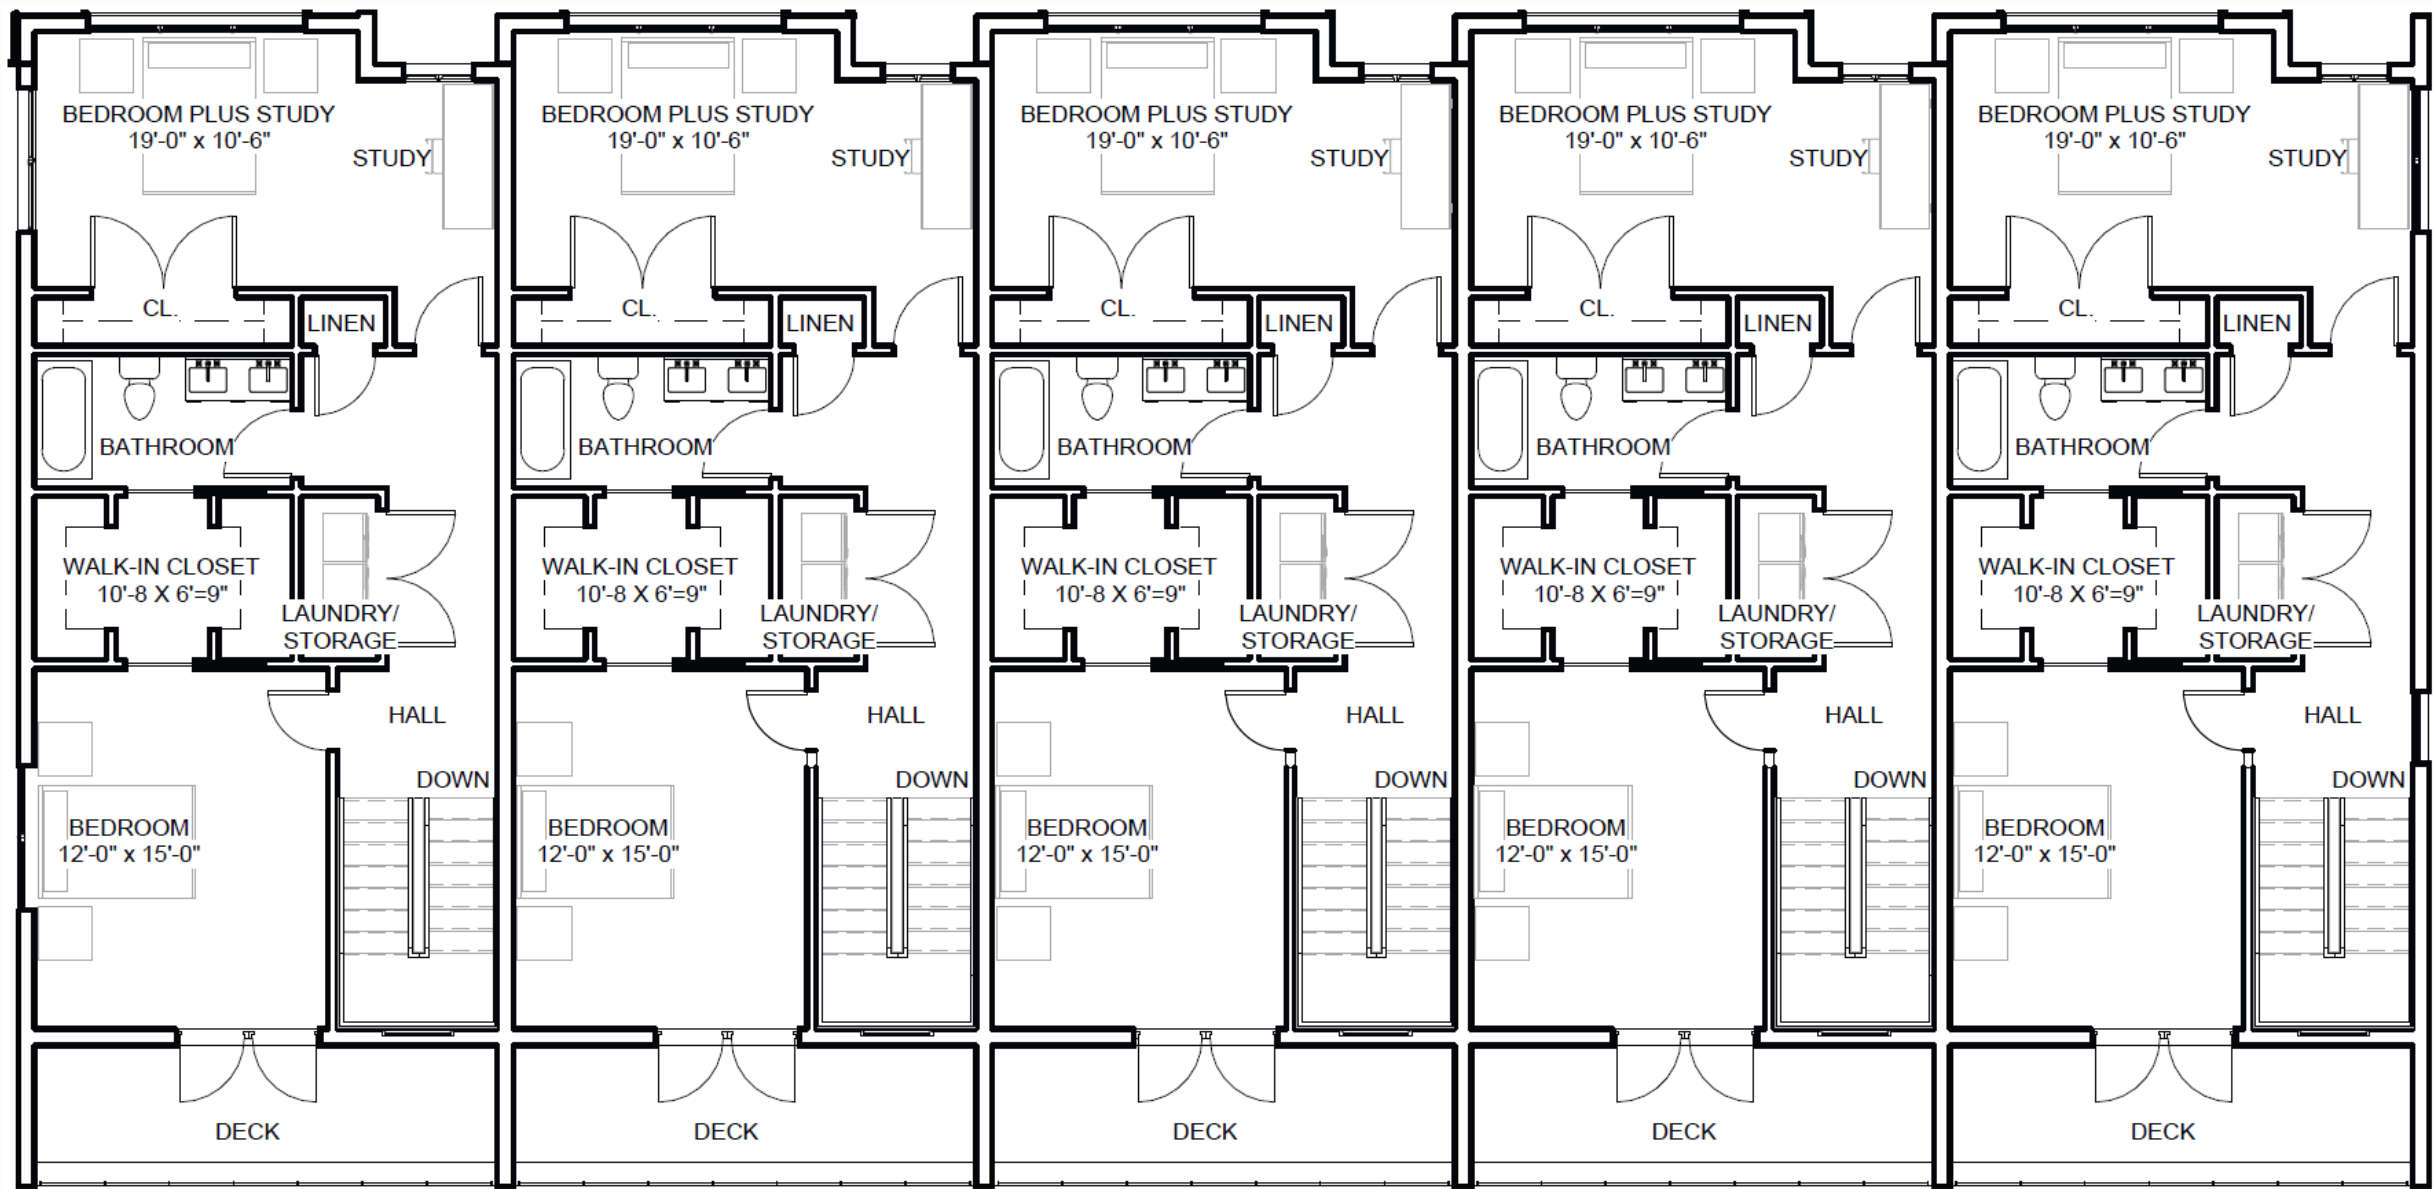 BEDROOM PLUS STUDY
19'-0" x 10'-6"
STUDY
CL.
LINEN
BATHROOM
WALK-IN CLOSET
10'-8 X 6'=9"
LAUNDRY/
STORAGE
HALL
DOWN
BEDROOM
12'-0" x 15'-0"
DECK
BEDROOM PLUS STUDY
19'-0" x 10'-6"
STUDY
CL.
LINEN
BATHROOM
WALK-IN CLOSET
10'-8 X 6'=9"
LAUNDRY/
STORAGE
HALL
DOWN
BEDROOM
12'-0" x 15'-0"
DECK
BEDROOM PLUS STUDY
19'-0" x 10'-6"
STUDY
CL.
LINEN
BATHROOM
WALK-IN CLOSET
10'-8 X 6'=9"
LAUNDRY/
STORAGE
HALL
DOWN
BEDROOM
12'-0" x 15'-0"
DECK
BEDROOM PLUS STUDY
19'-0" x 10'-6"
STUDY
CL.
LINEN
BATHROOM
WALK-IN CLOSET
10'-8 X 6'=9"
LAUNDRY/
STORAGE
HALL
DOWN
BEDROOM
12'-0" x 15'-0"
DECK
BEDROOM PLUS STUDY
19'-0" x 10'-6"
STUDY
CL.
LINEN
BATHROOM
WALK-IN CLOSET
10'-8 X 6'=9"
LAUNDRY/
STORAGE
HALL
DOWN
BEDROOM
12'-0" x 15'-0"
DECK